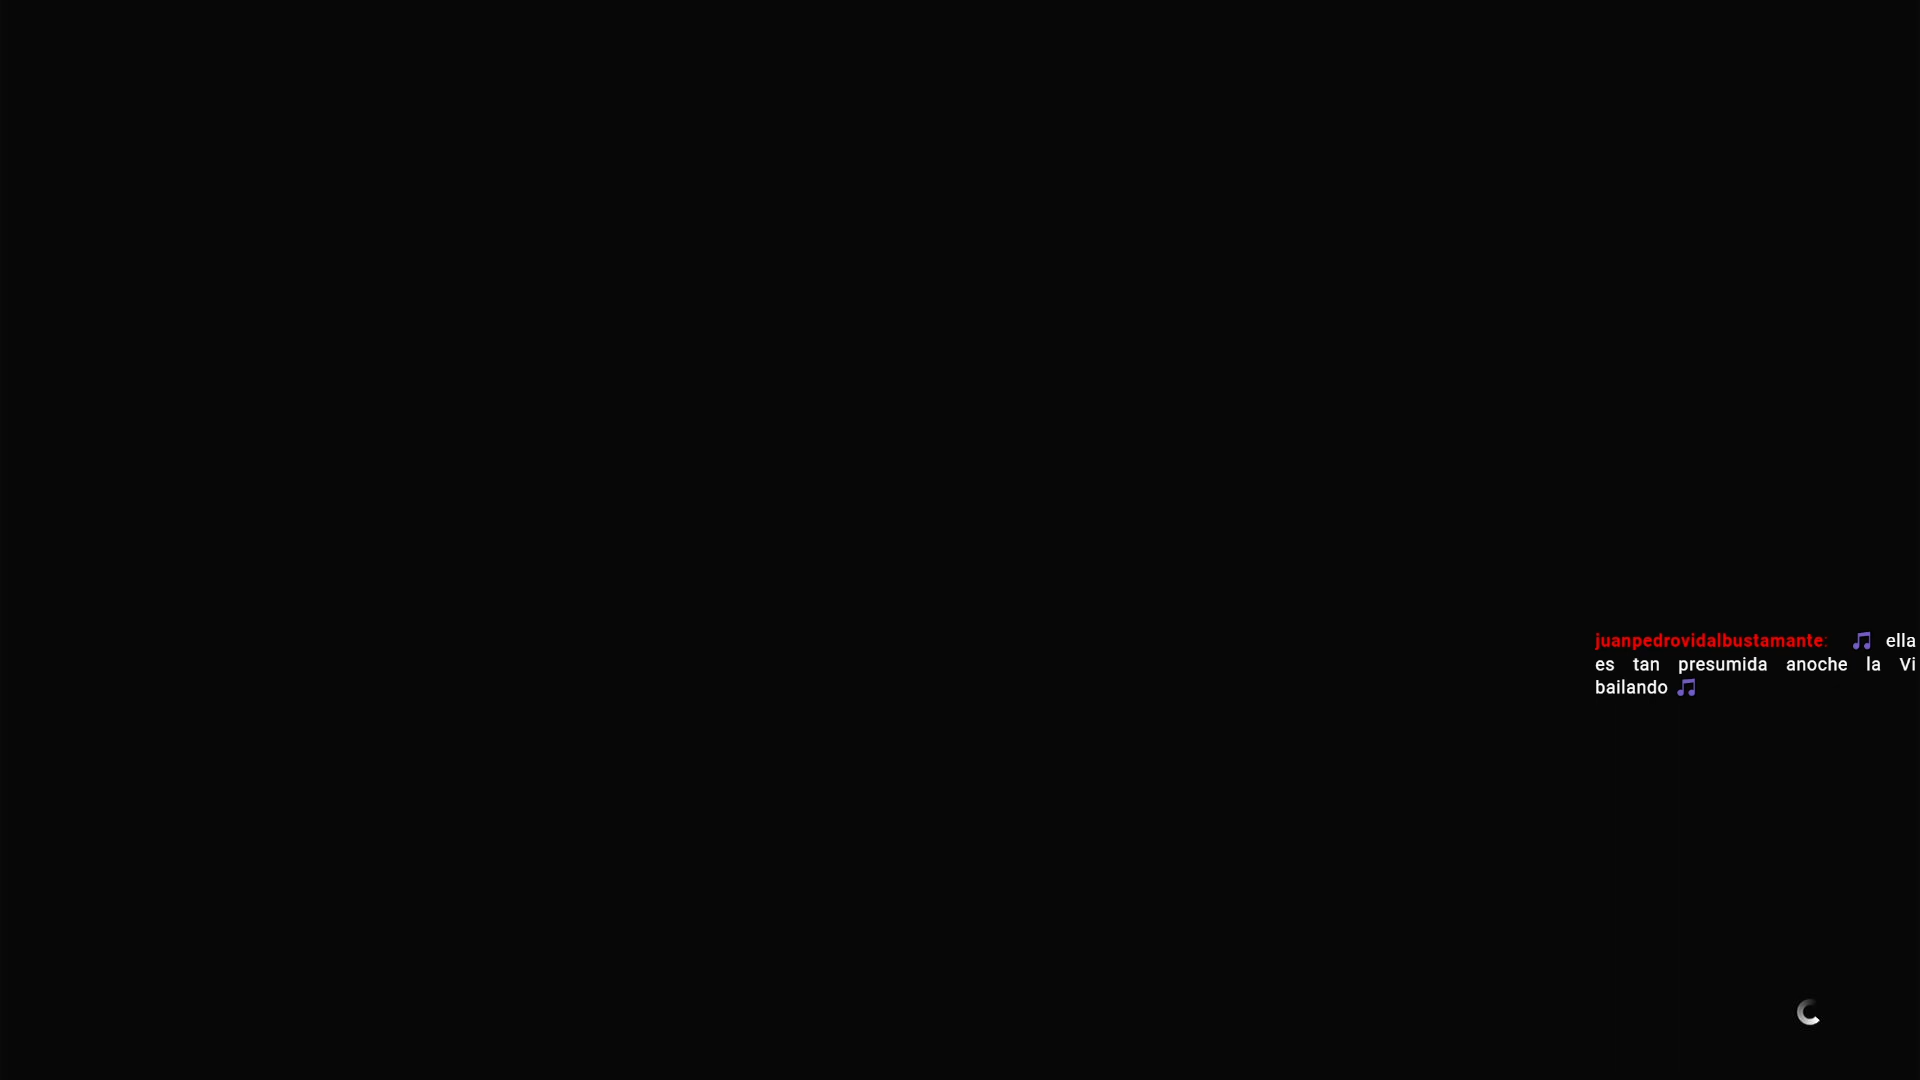 juanpedrovidalbustamante: 🎵 ella
es tan presumida anoche la Vi
bailando 🎵